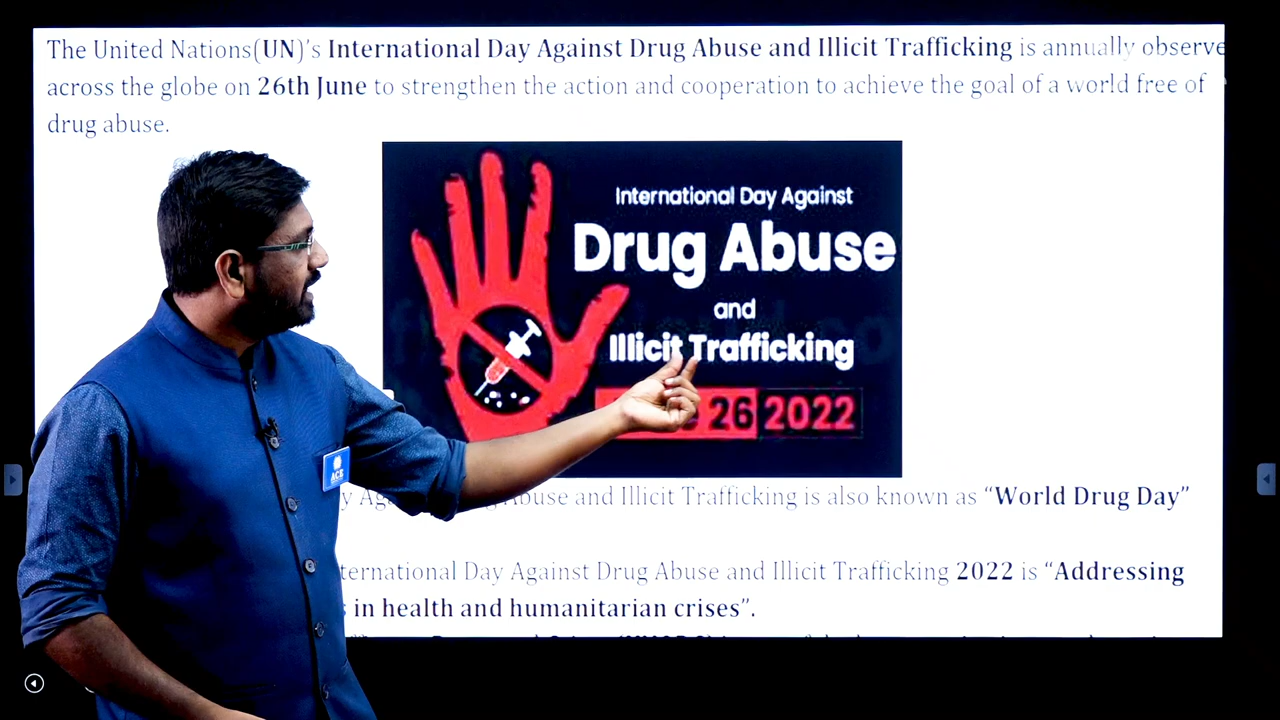 The United Nations(UN)'s International Day Against Drug Abuse and Illicit Trafficking is annually observe
across the globe on 26th June to strengthen the action and cooperation to achieve the goal of a world free of
drug abuse.
International Day Against
Drug Abuse
and
Illicit Trafficking
26 2022
ACE
Abuse and Illicit Trafficking is also known as “World Drug Day”
ternational Day Against Drug Abuse and Illicit Trafficking 2022 is “Addressing
in health and humanitarian crises”.